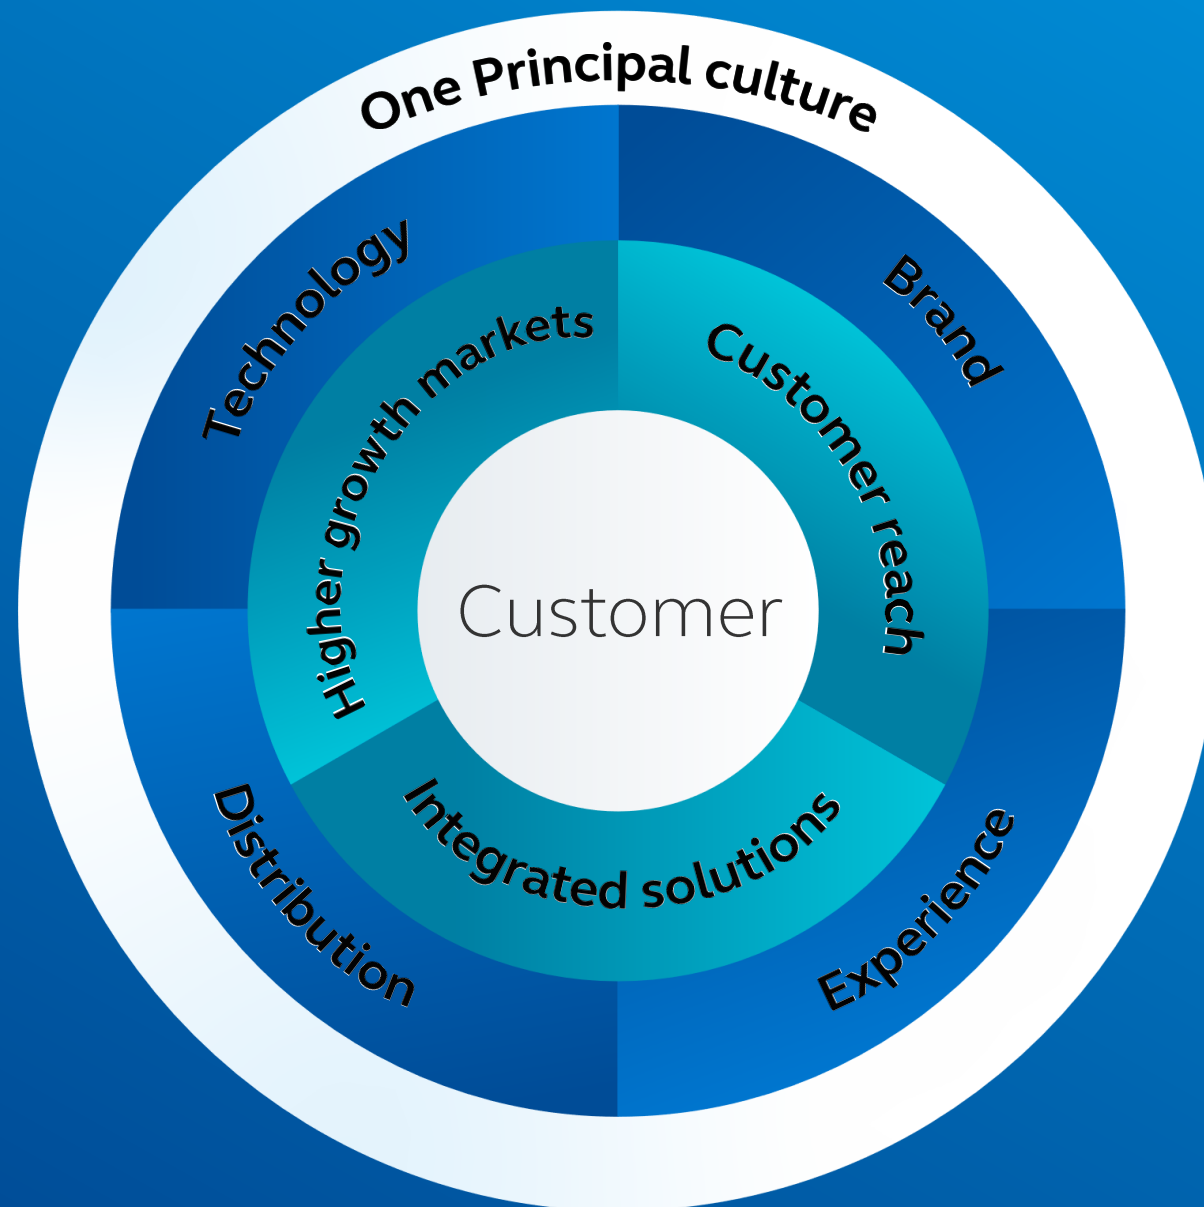 One Principal culture
Technology
Brand
Higher growth markets
Customer reach
Customer
Integrated solutions
Distribution
Experience